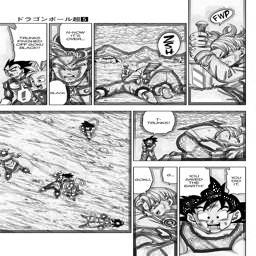 ドラゴンボール超 5
FWP
N-NOW
IT'S
OVER...
BLACK
TRUNKS
FINISHED
OFF GOKU
BLACK!!
T-
TRUNKS!
YOU
DID
IT.
YOU
SAVED
THE
EARTH!
GOKU...